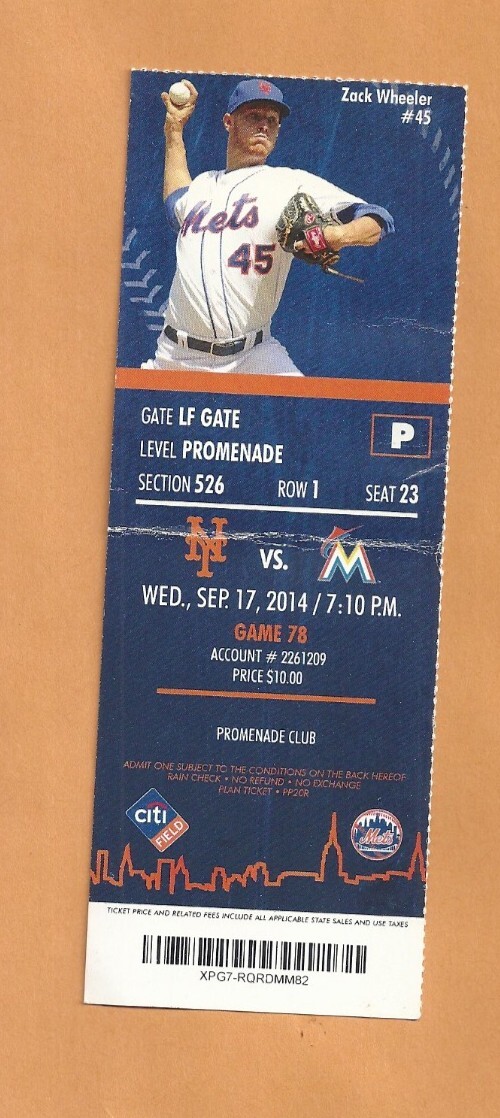 Zack Wheeler
#45
Mets
45
GATE LF GATE
P
LEVEL PROMENADE
SECTION 526 ROW 1 SEAT 23
NY VS. M
WED., SEP. 17, 2014 / 7:10 P.M.
GAME 78
ACCOUNT # 2261209
PRICE $10.00
PROMENADE CLUB
ADMIT ONE SUBJECT TO THE CONDITIONS ON THE BACK HEREOF
RAIN CHECK • NO REFUND • NO EXCHANGE
PLAN TICKET • PP20R
citi
FIELD
Mets
TICKET PRICE AND RELATED FEES INCLUDE ALL APPLICABLE STATE SALES AND USE TAXES
XPG7-RQRDMM82